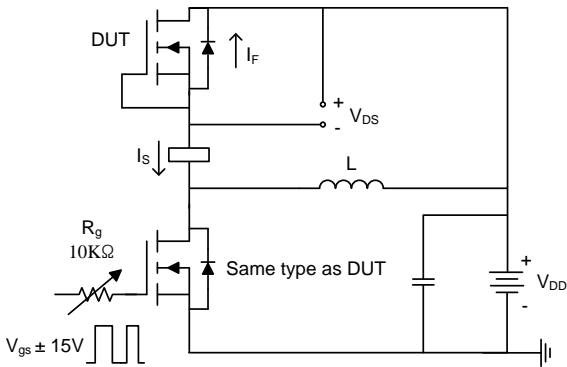 DUT
I_F
+
V_DS
-
I_S
L
R_g
10KΩ
Same type as DUT
+
V_DD
-
V_gs ± 15V